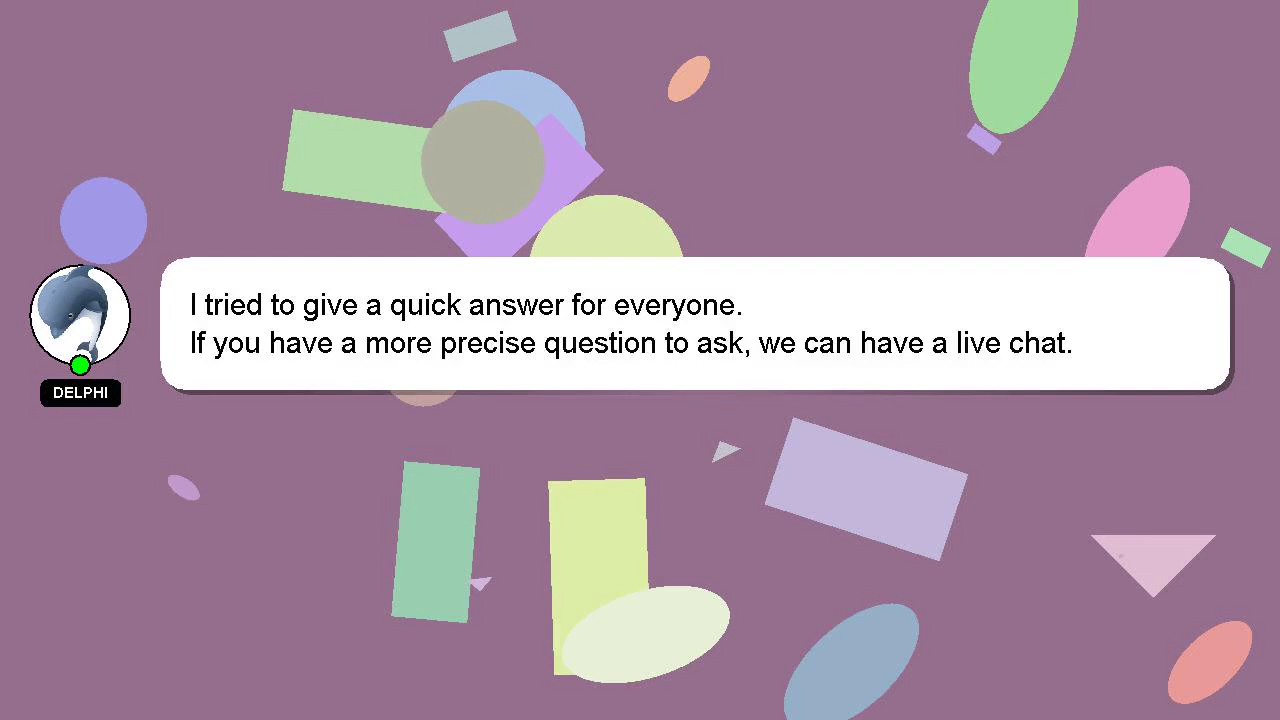 I tried to give a quick answer for everyone.
If you have a more precise question to ask, we can have a live chat.
DELPHI